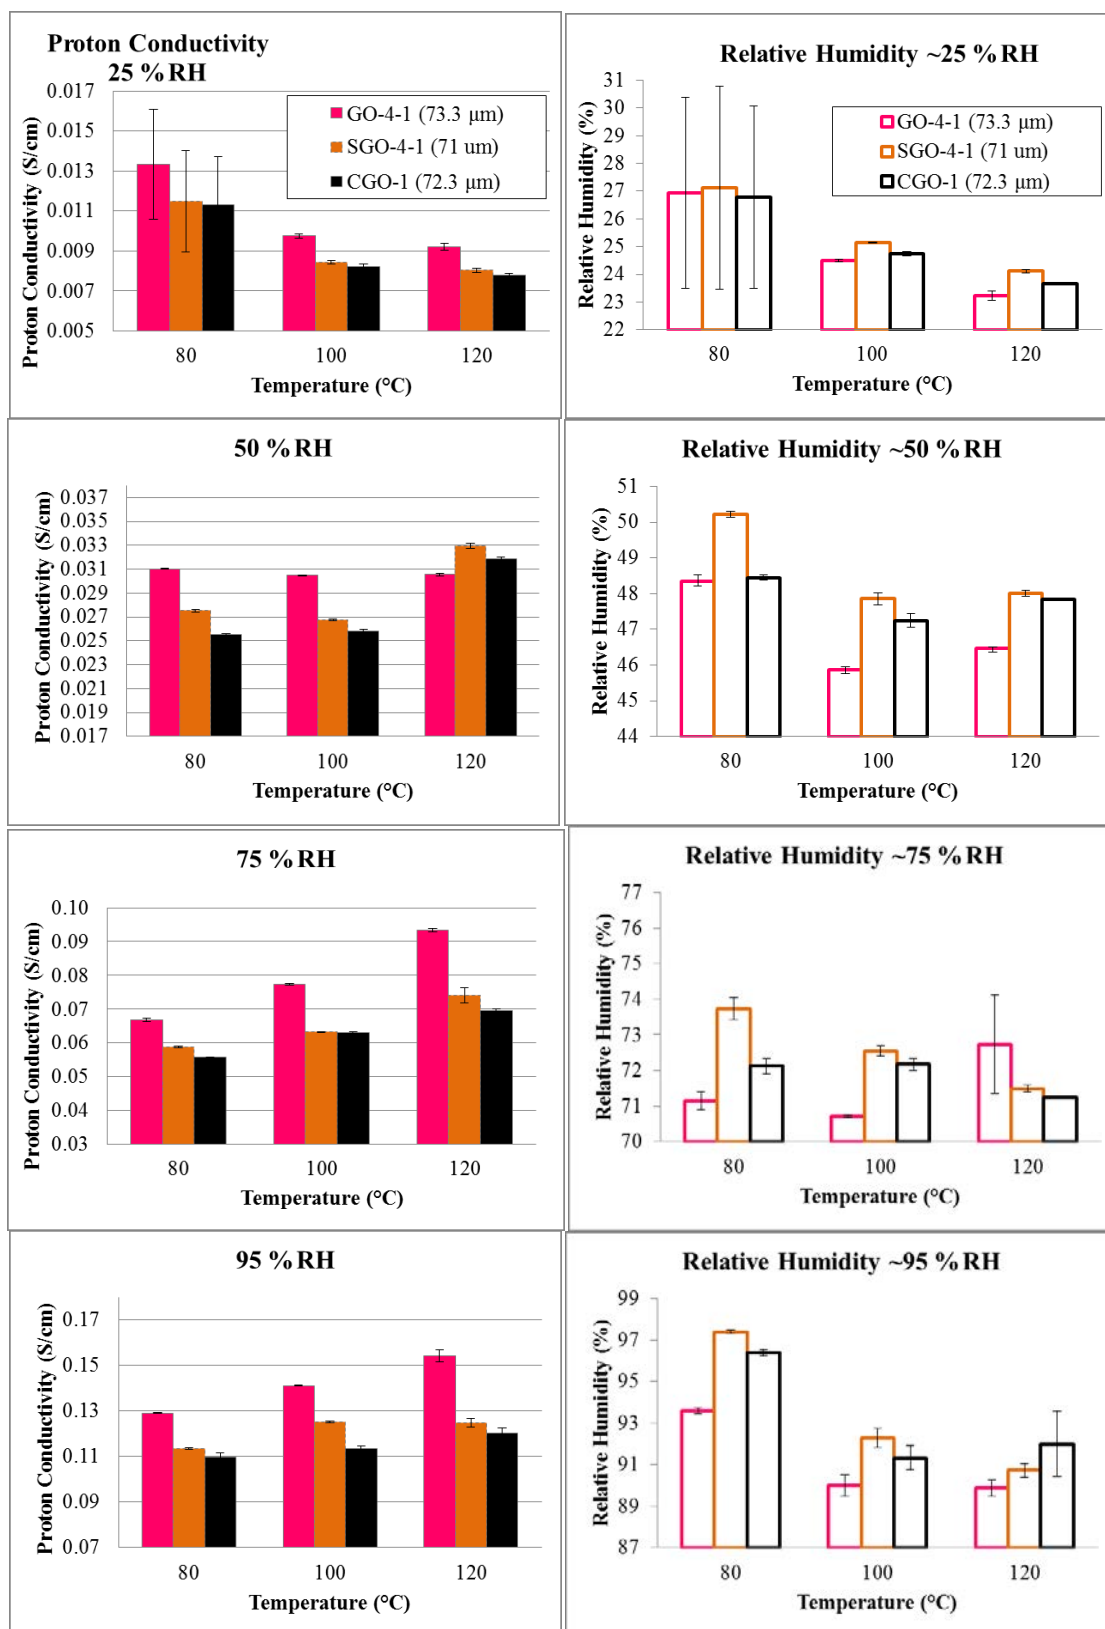 Proton Conductivity
25 %RH
0.017
0.015
0.013
0.011
0.009
0.007
0.005
Proton Conductivity (S/cm)
GO-4-1 (73.3 μm)
SGO-4-1 (71 um)
CGO-1 (72.3 μm)
80 100 120
Temperature (°C)
Relative Humidity ~25 %RH
31
30
29
28
27
26
25
24
23
22
Relative Humidity (%)
GO-4-1 (73.3 μm)
SGO-4-1 (71 um)
CGO-1 (72.3 μm)
80 100 120
Temperature (°C)
50 %RH
0.037
0.035
0.033
0.031
0.029
0.027
0.025
0.023
0.021
0.019
0.017
Proton Conductivity (S/cm)
80 100 120
Temperature (°C)
Relative Humidity ~50 %RH
51
50
49
48
47
46
45
44
Relative Humidity (%)
80 100 120
Temperature (°C)
75 %RH
0.10
0.09
0.08
0.07
0.06
0.05
0.04
0.03
Proton Conductivity (S/cm)
80 100 120
Temperature (°C)
Relative Humidity ~75 %RH
77
76
75
74
73
72
71
70
Relative Humidity (%)
80 100 120
Temperature (°C)
95 %RH
0.17
0.15
0.13
0.11
0.09
0.07
Proton Conductivity (S/cm)
80 100 120
Temperature (°C)
Relative Humidity ~95 %RH
99
97
95
93
91
89
87
Relative Humidity (%)
80 100 120
Temperature (°C)